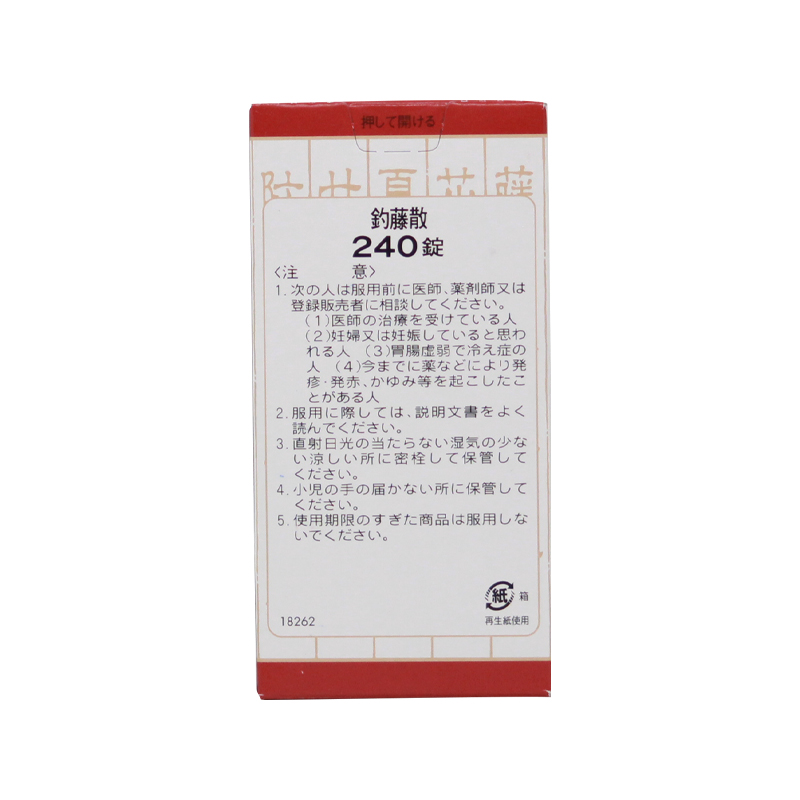 押して開ける
釣藤散
240錠
〈注　意〉
1. 次の人は服用前に医師、薬剤師又は
登録販売者に相談してください。
(1)医師の治療を受けている人
(2)妊婦又は妊娠していると思わ
れる人 (3)胃腸虚弱で冷え症の
人 (4)今までに薬などにより発
疹・発赤、かゆみ等を起こしたこ
とがある人
2. 服用に際しては、説明文書をよく
読んでください。
3. 直射日光の当たらない湿気の少な
い涼しい所に密栓して保管して
ください。
4. 小児の手の届かない所に保管して
ください。
5. 使用期限のすぎた商品は服用しな
いでください。
紙 箱
18262
再生紙使用